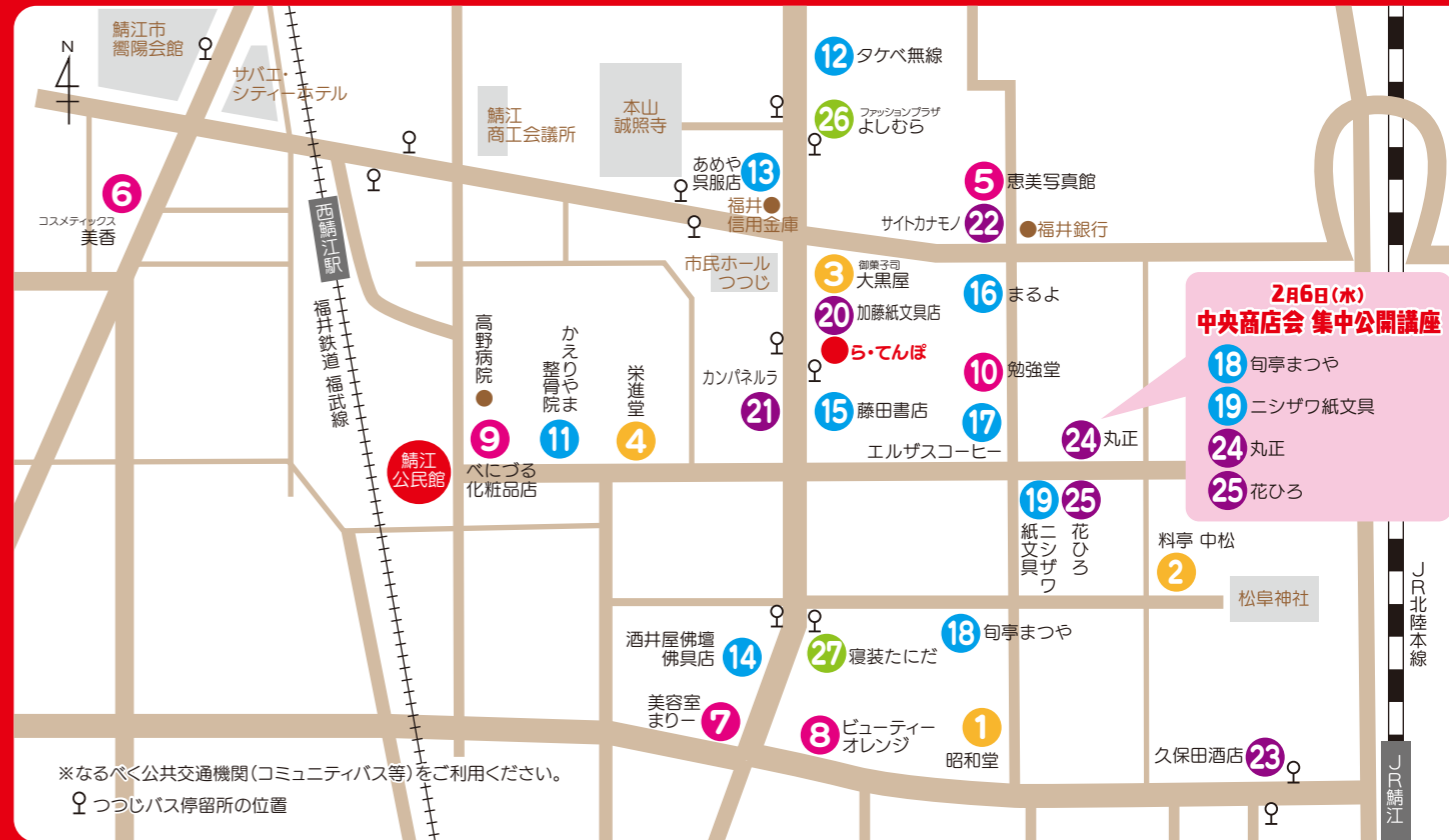 鯖江市
嚮陽会館
N
サバエ・
シティーホテル
鯖江
商工会議所
本山
誠照寺
12 タケベ無線
26 ファッションプラザ
よしむら
あめや
呉服店 13
福井
信用金庫
5 恵美写真館
サイトカナモノ 22
福井銀行
6
コスメティックス
美香
西鯖江駅
福井鉄道 福武線
市民ホール
つつじ
3 御菓子司
大黒屋
20 加藤紙文具店
ら・てんぽ
16 まるよ
10 勉強堂
高野病院
かえりやま
整骨院
栄進堂
カンパネルラ
21
15 藤田書店
17
エルザスコーヒー
24 丸正
鯖江
公民館
9
べにづる
化粧品店
11
4
2月6日(水)
中央商店会 集中公開講座
18 旬亭まつや
19 ニシザワ紙文具
24 丸正
25 花ひろ
19
ニシザワ
紙文具
25
花ひろ
料亭 中松
2
松阜神社
JR北陸本線
酒井屋佛壇
佛具店 14
27 寝装たにだ
18 旬亭まつや
美容室
まりー 7
8 ビューティー
オレンジ
1
昭和堂
久保田酒店 23
JR鯖江
※なるべく公共交通機関(コミュニティバス等)をご利用ください。
つつじバス停留所の位置